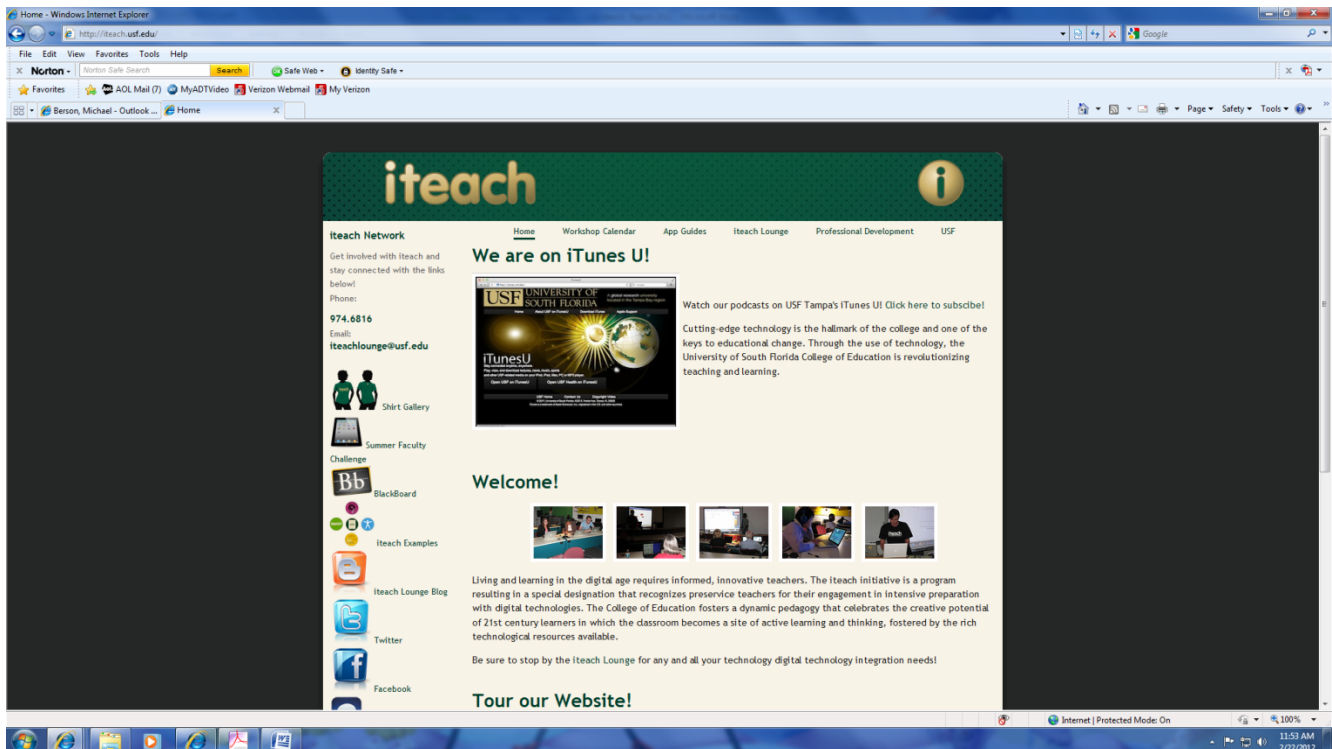 Home - Windows Internet Explorer
http://iteach.usf.edu/
Google
File Edit View Favorites Tools Help
x Norton - Norton Safe Search Search Safe Web - Identity Safe -
Favorites AOL Mail (7) MyADTVideo Verizon Webmail My Verizon
Berson, Michael - Outlook ... Home x
Page Safety Tools
iteach i
Home Workshop Calendar App Guides iteach Lounge Professional Development USF
iteach Network
Get involved with iteach and
stay connected with the links
below!
Phone:
974.6816
Email:
iteachlounge@usf.edu
Shirt Gallery
Summer Faculty
Challenge
Bb BlackBoard
iteach Examples
iteach Lounge Blog
Twitter
Facebook
We are on iTunes U!
USF UNIVERSITY OF
SOUTH FLORIDA
iTunesU
Watch our podcasts on USF Tampa's iTunes U! Click here to subscibe!
Cutting-edge technology is the hallmark of the college and one of the
keys to educational change. Through the use of technology, the
University of South Florida College of Education is revolutionizing
teaching and learning.
Welcome!
Living and learning in the digital age requires informed, innovative teachers. The iteach initiative is a program
resulting in a special designation that recognizes preservice teachers for their engagement in intensive preparation
with digital technologies. The College of Education fosters a dynamic pedagogy that celebrates the creative potential
of 21st century learners in which the classroom becomes a site of active learning and thinking, fostered by the rich
technological resources available.
Be sure to stop by the iteach Lounge for any and all your technology digital technology integration needs!
Tour our Website!
Internet | Protected Mode: On 100%
11:53 AM
2/22/2012